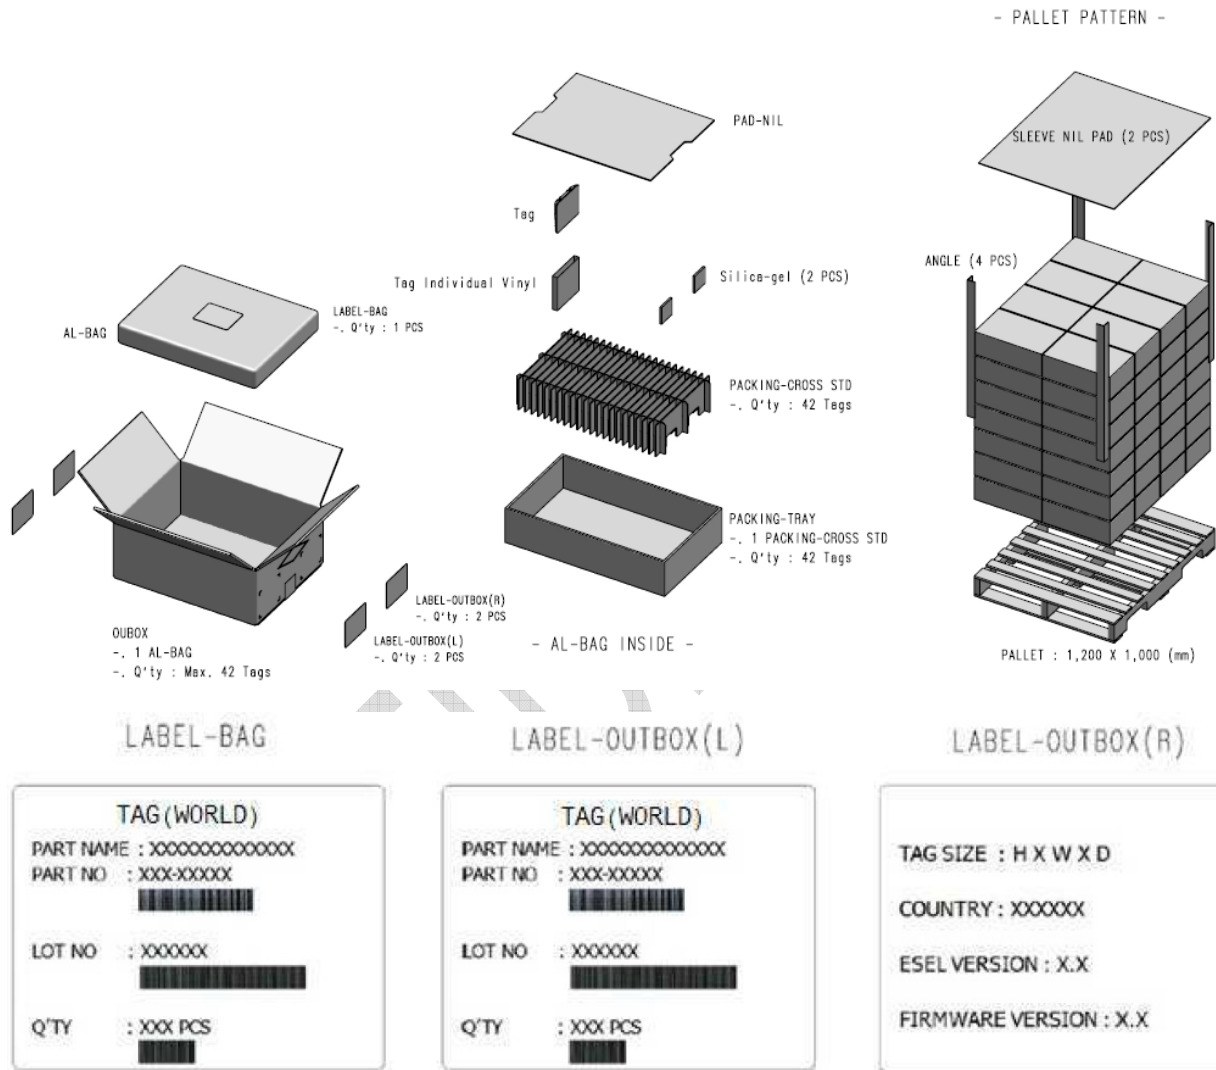 - PALLET PATTERN -
PAD-NIL
SLEEVE NIL PAD (2 PCS)
Tag
ANGLE (4 PCS)
Tag Individual Vinyl
Silica-gel (2 PCS)
AL-BAG
LABEL-BAG
-. Q'ty : 1 PCS
PACKING-CROSS STD
-. Q'ty : 42 Tags
PACKING-TRAY
-. 1 PACKING-CROSS STD
-. Q'ty : 42 Tags
LABEL-OUTBOX(R)
-. Q'ty : 2 PCS
LABEL-OUTBOX(L)
-. Q'ty : 2 PCS
OUBOX
-. 1 AL-BAG
-. Q'ty : Max. 42 Tags
- AL-BAG INSIDE -
PALLET : 1,200 X 1,000 (mm)
LABEL-BAG
TAG(WORLD)
PART NAME : XXXXXXXXXXXXX
PART NO : XXX-XXXXX
LOT NO : XXXXXX
Q'TY : XXX PCS
LABEL-OUTBOX(L)
TAG(WORLD)
PART NAME : XXXXXXXXXXXXX
PART NO : XXX-XXXXX
LOT NO : XXXXXX
Q'TY : XXX PCS
LABEL-OUTBOX(R)
TAG SIZE : H X W X D
COUNTRY : XXXXXX
ESEL VERSION : X.X
FIRMWARE VERSION : X.X